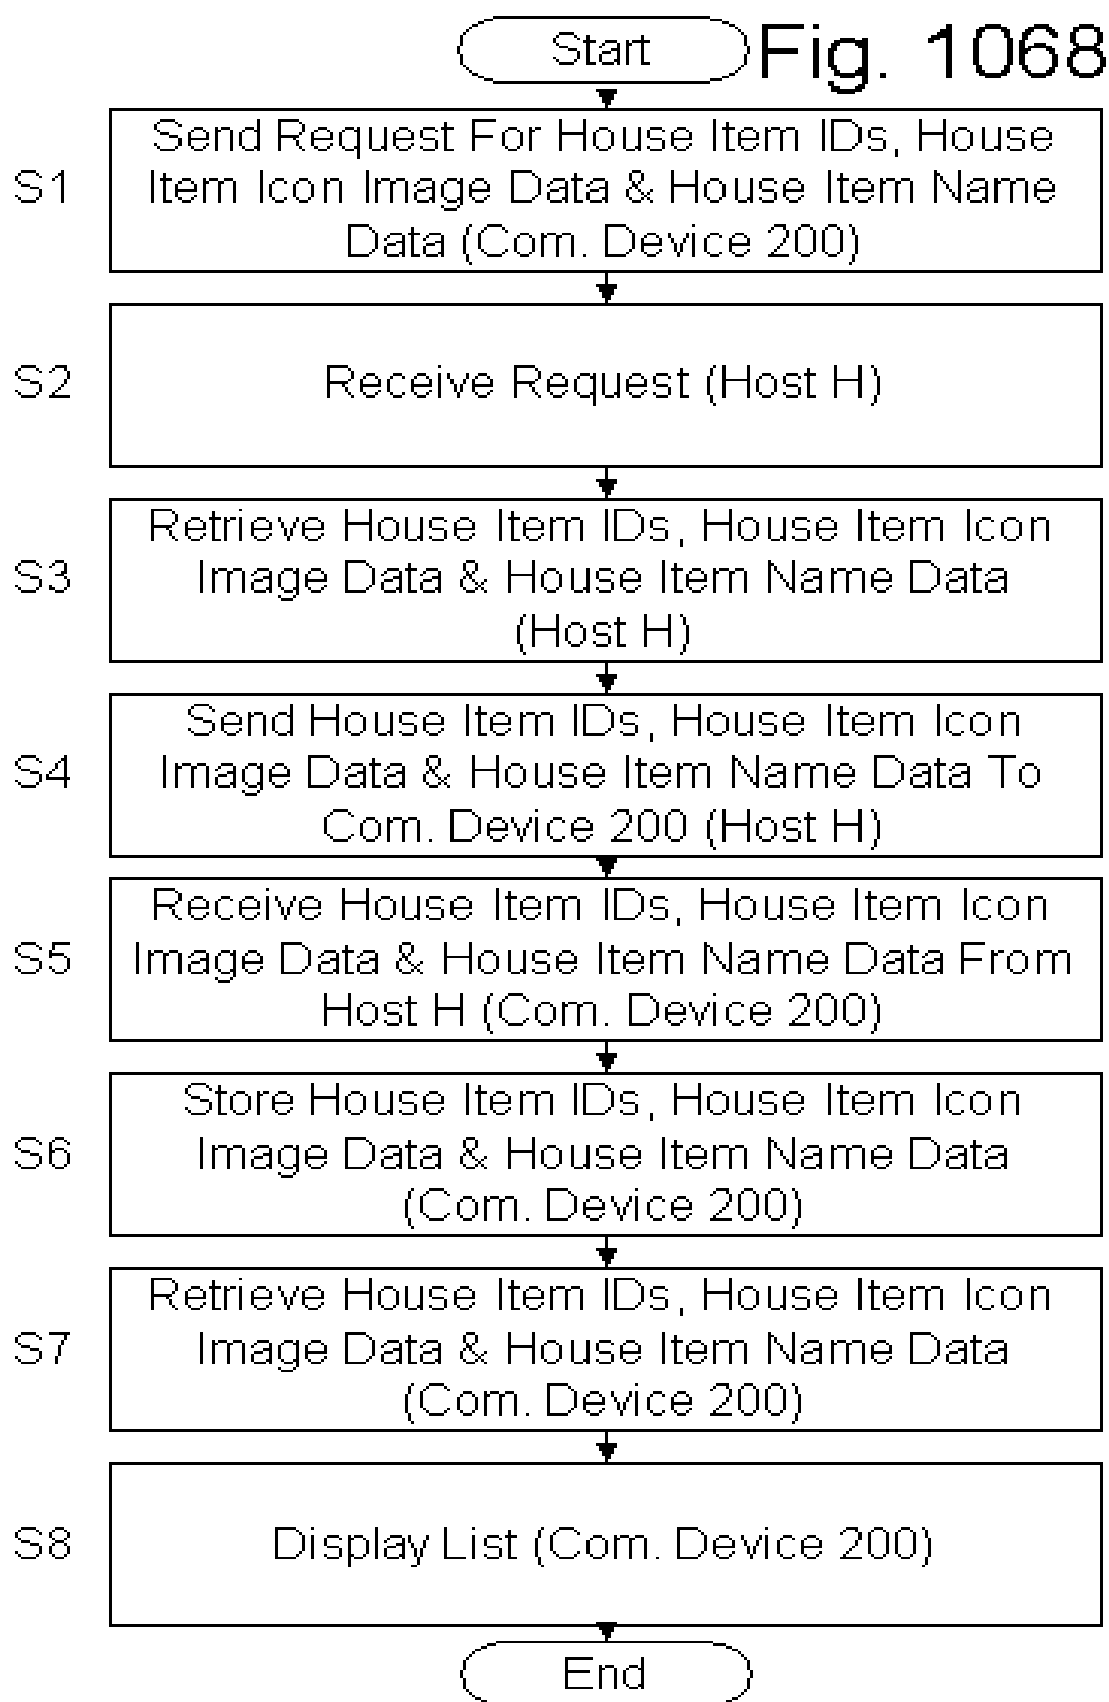 Start
Fig. 1068
S1
Send Request For House Item IDs, House
Item Icon Image Data & House Item Name
Data (Com. Device 200)
S2
Receive Request (Host H)
S3
Retrieve House Item IDs, House Item Icon
Image Data & House Item Name Data
(Host H)
S4
Send House Item IDs, House Item Icon
Image Data & House Item Name Data To
Com. Device 200 (Host H)
S5
Receive House Item IDs, House Item Icon
Image Data & House Item Name Data From
Host H (Com. Device 200)
S6
Store House Item IDs, House Item Icon
Image Data & House Item Name Data
(Com. Device 200)
S7
Retrieve House Item IDs, House Item Icon
Image Data & House Item Name Data
(Com. Device 200)
S8
Display List (Com. Device 200)
End